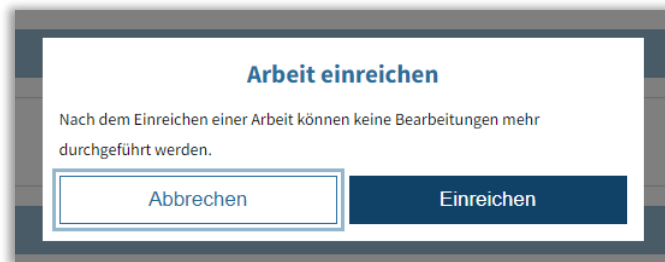 Arbeit einreichen
Nach dem Einreichen einer Arbeit können keine Bearbeitungen mehr
durchgeführt werden.
Abbrechen
Einreichen